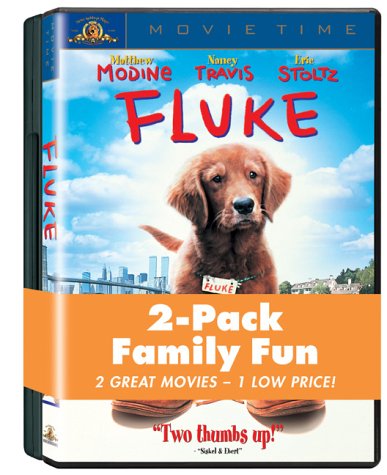 MOVIE TIME
Matthew Nancy Eric
MODINE TRAVIS STOLTZ
FLUKE
FLUKE
FLUKE
2-Pack
Family Fun
2 GREAT MOVIES – 1 LOW PRICE!
"Two thumbs up!"
-"Siskel & Ebert"